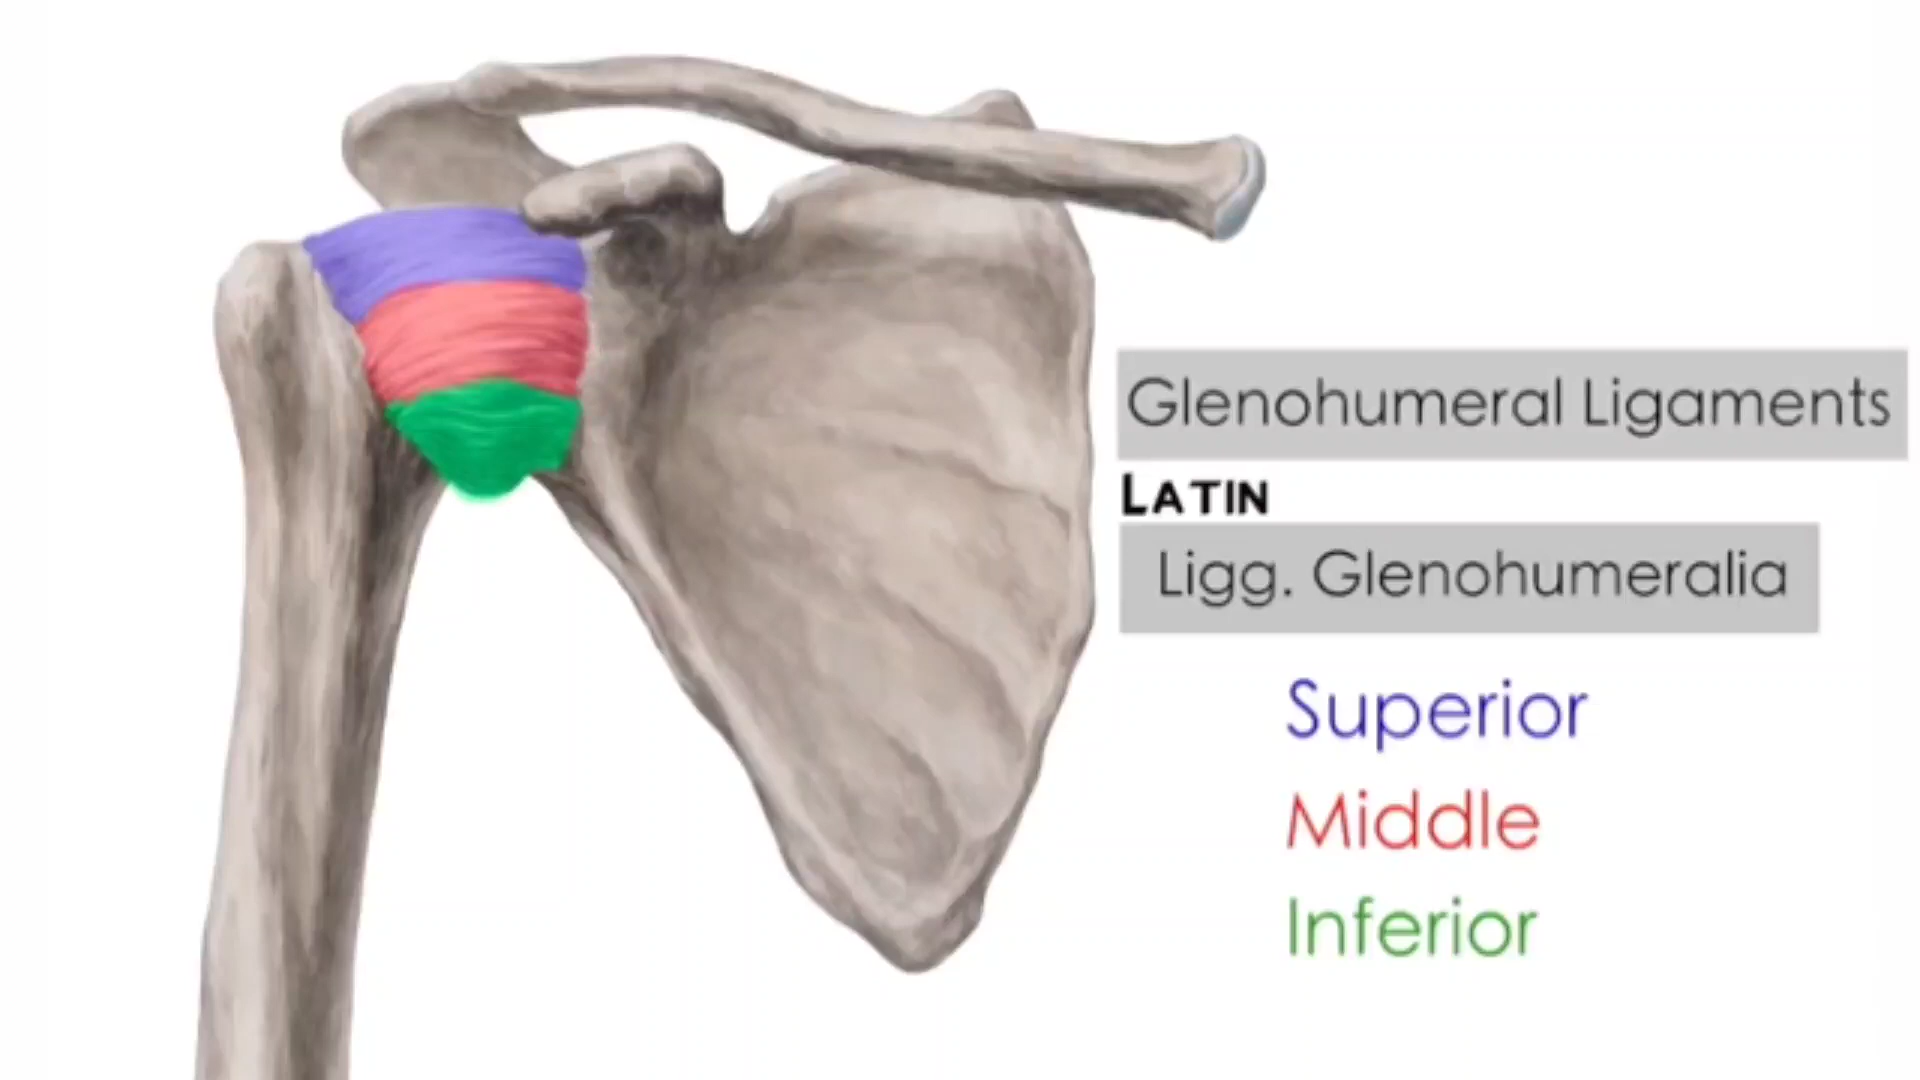 Glenohumeral Ligaments
LATIN
Ligg. Glenohumeralia
Superior
Middle
Inferior